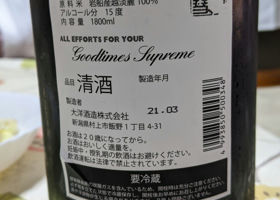 原料米 岩船産越淡麗 100%
アルコール分 15度
内容量 1800ml
ALL EFFORTS FOR YOUR
Goodtimes Supreme
品目 清酒 製造年月
21.03
製造者
大洋酒造株式会社
新潟県村上市飯野1丁目4-31
お酒は20歳になってから。
お酒はおいしく適量を。
妊娠中・授乳期の飲酒はお避けください。
飲酒運転は法律で禁止されています。
要冷蔵
4 993850 500348